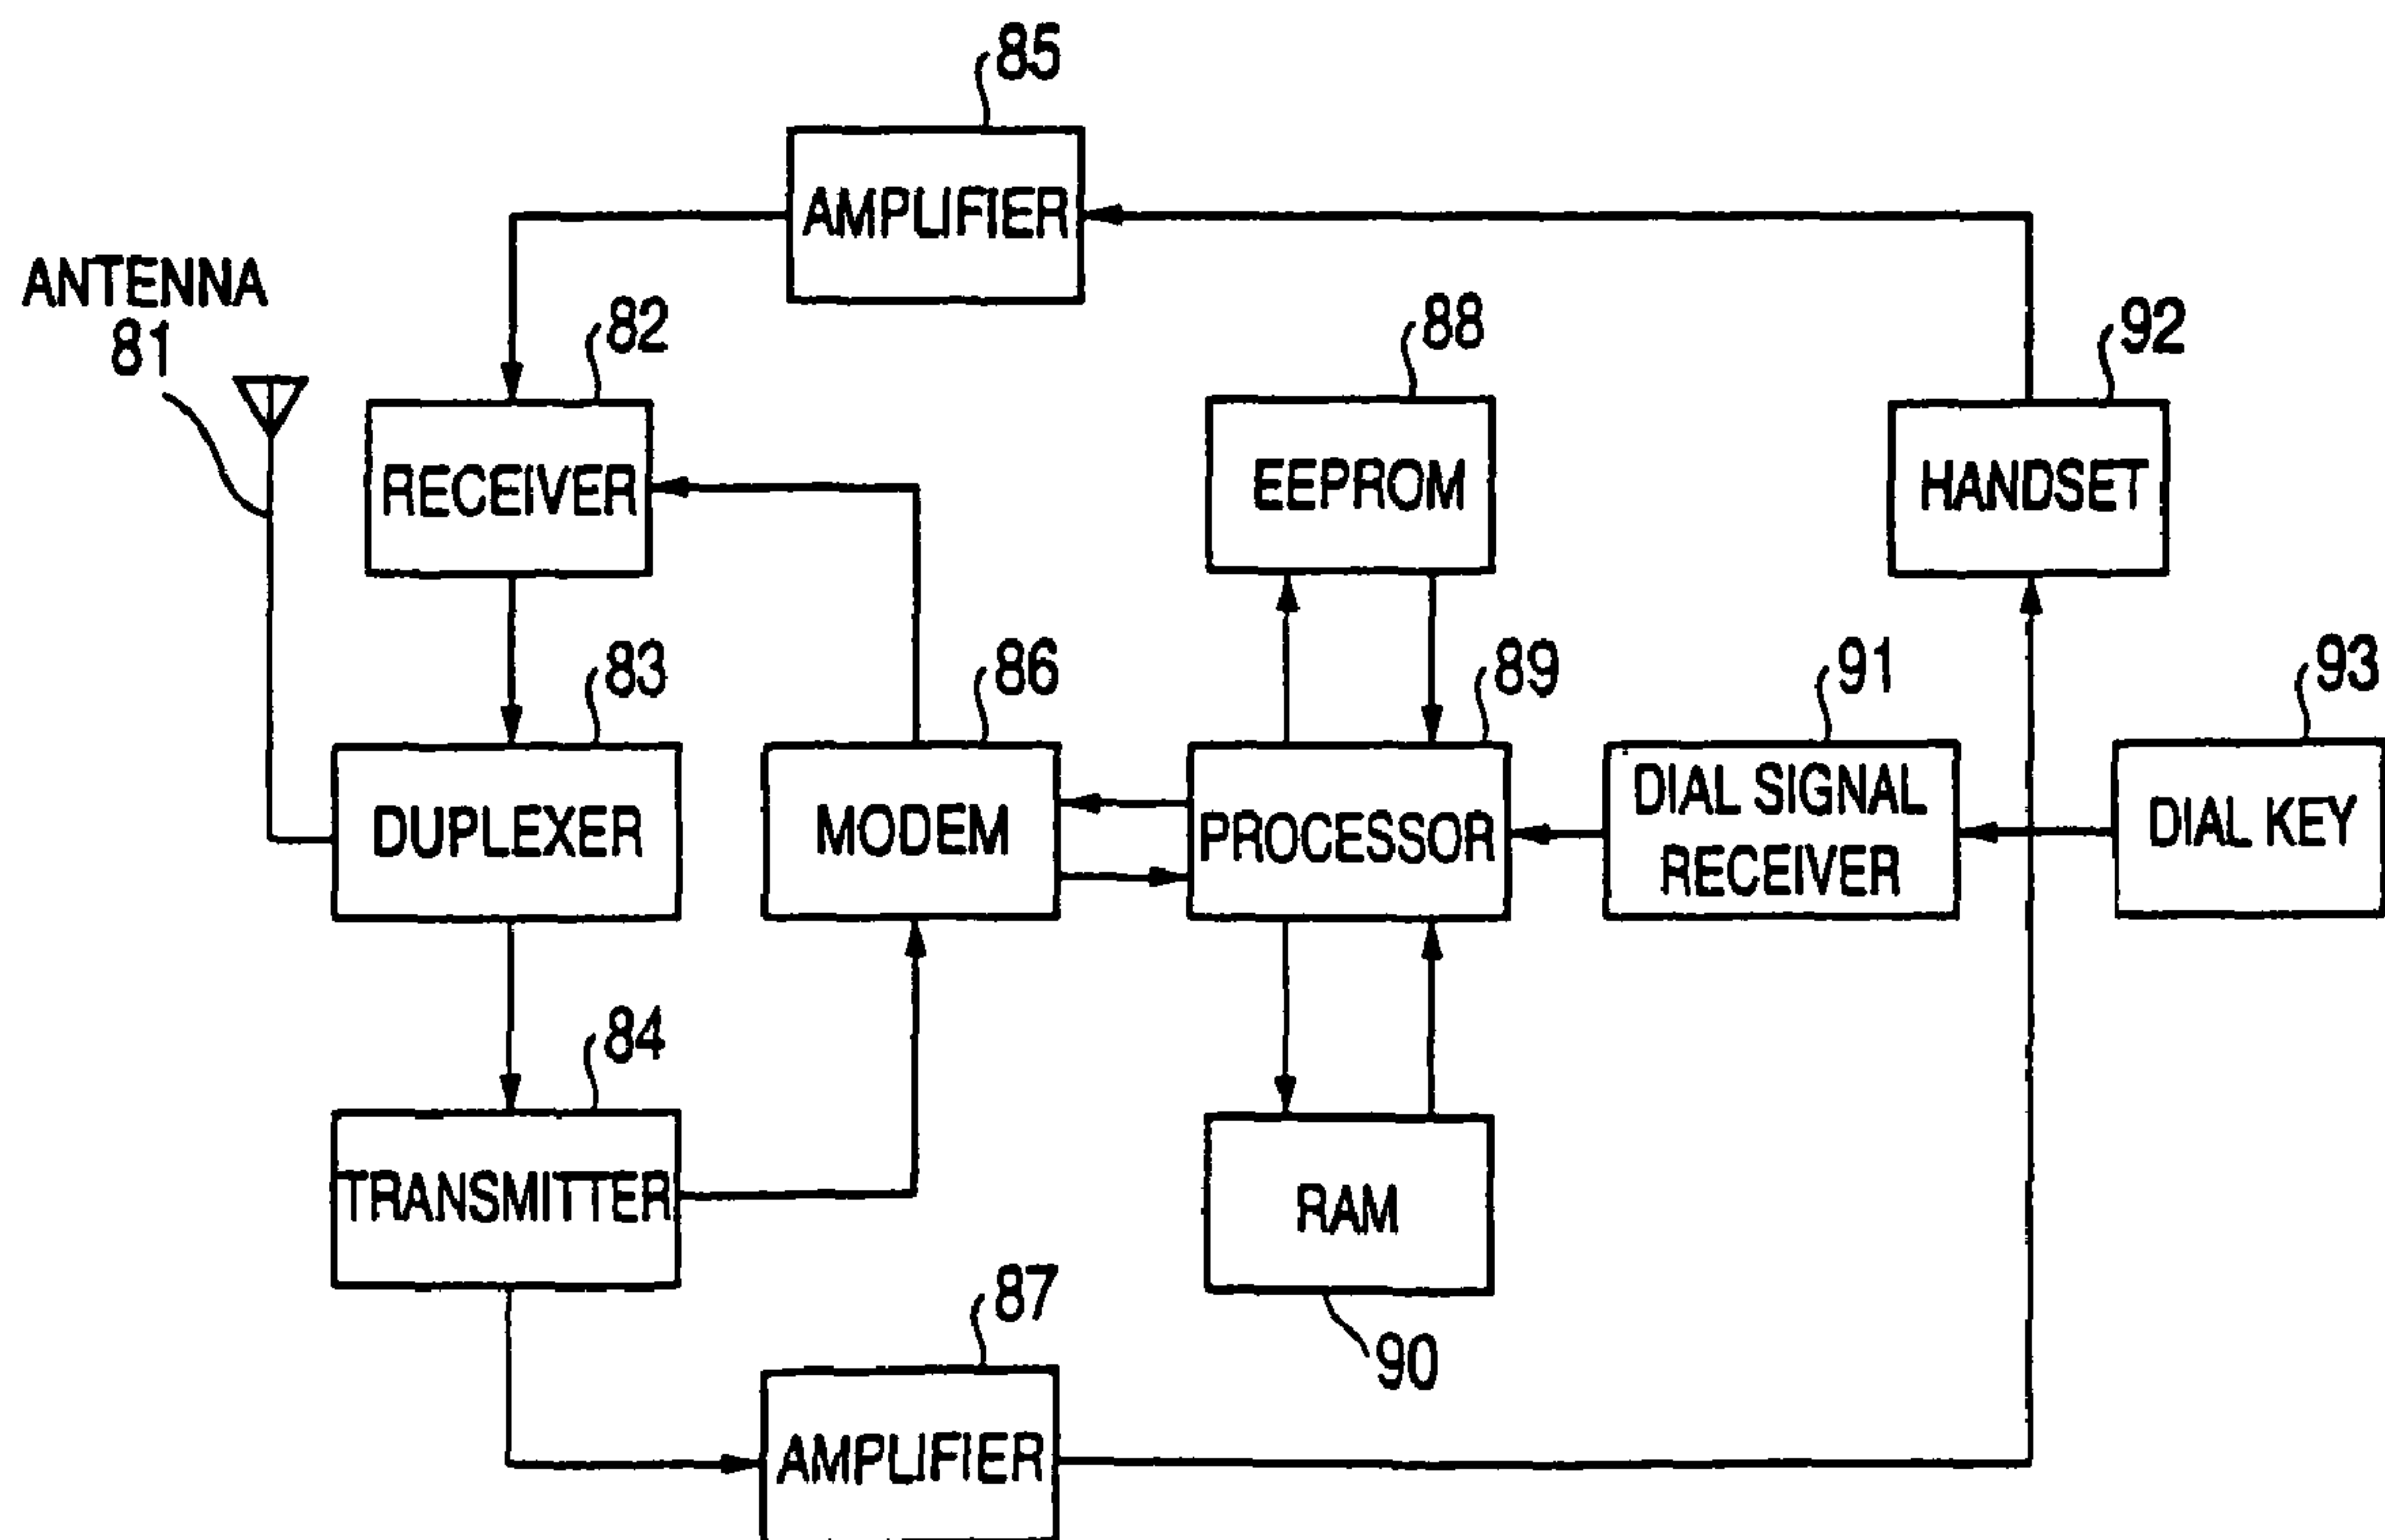 85
AMPLIFIER
ANTENNA
81
82
RECEIVER
88
EEPROM
92
HANDSET
83
DUPLEXER
86
MODEM
89
PROCESSOR
91
DIAL SIGNAL
RECEIVER
93
DIAL KEY
84
TRANSMITTER
RAM
90
87
AMPLIFIER